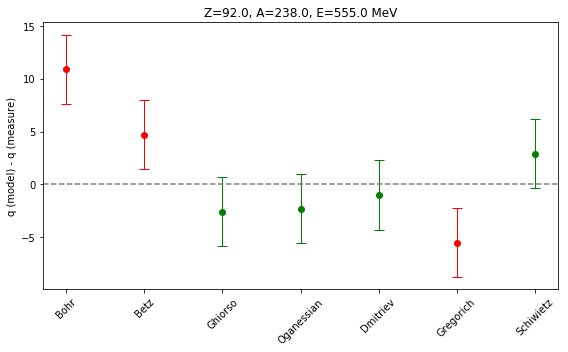 Z=92.0, A=238.0, E=555.0 MeV
q (model) - q (measure)
15
10
5
0
−5
Bohr
Betz
Ghiorso
Oganessian
Dmitriev
Gregorich
Schiwietz